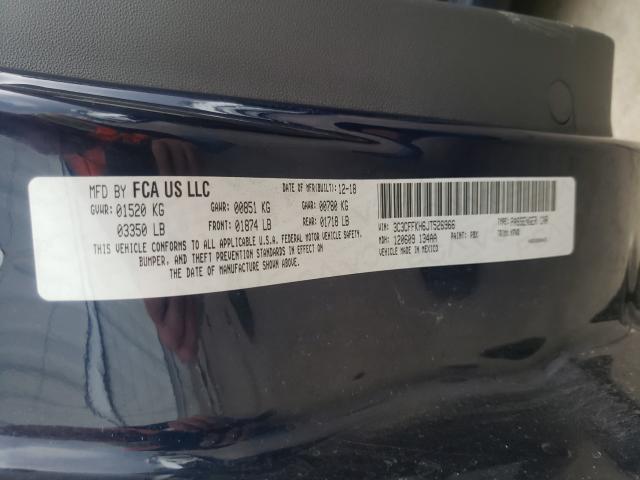 MFD BY FCA US LLC DATE OF MFR(BUILT): 12-18
GVWR: 01520 KG GAWR: 00851 KG GAWR: 00780 KG
03350 LB FRONT: 01874 LB REAR: 01718 LB
THIS VEHICLE CONFORMS TO ALL APPLICABLE U.S.A. FEDERAL MOTOR VEHICLE SAFETY,
BUMPER, AND THEFT PREVENTION STANDARDS IN EFFECT ON
THE DATE OF MANUFACTURE SHOWN ABOVE.
VIN: 3C3CFFKH6JT526966 TYPE: PASSENGER CAR
MDH: 120609 134AA PAINT: PBX TRIM:
VEHICLE MADE IN MEXICO